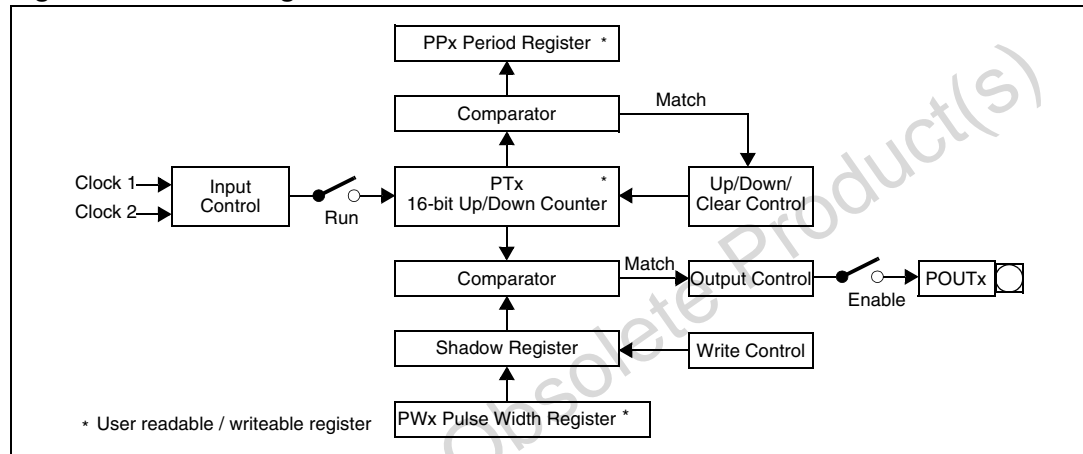 PPx Period Register *
Comparator
Match
Clock 1
Clock 2
Input
Control
Run
PTx *
16-bit Up/Down Counter
Up/Down/
Clear Control
Comparator
Match
Output Control
Enable
POUTx
Shadow Register
Write Control
PWx Pulse Width Register *
* User readable / writeable register
Obsolete Product(s)